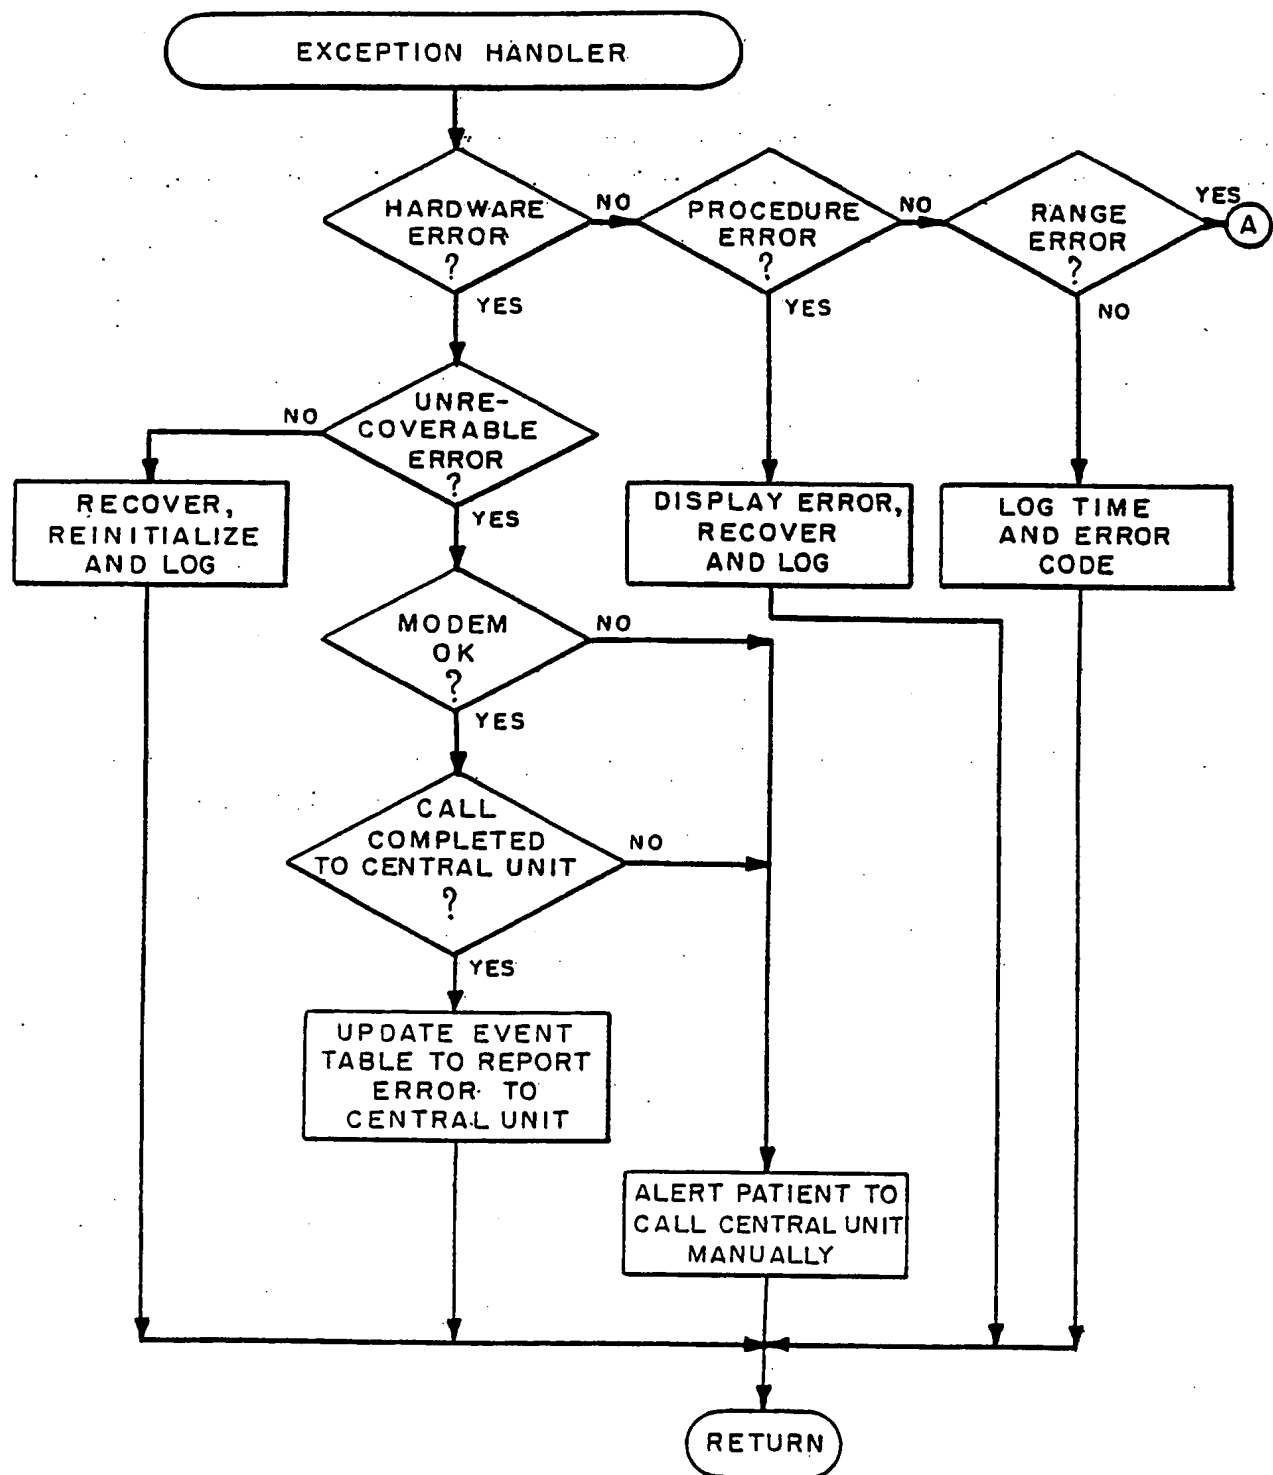 EXCEPTION HANDLER
HARDWARE
ERROR
?
NO
PROCEDURE
ERROR
?
NO
RANGE
ERROR
?
YES
A
YES
YES
NO
UNRE-
COVERABLE
ERROR
?
NO
YES
RECOVER,
REINITIALIZE
AND LOG
DISPLAY ERROR,
RECOVER
AND LOG
LOG TIME
AND ERROR
CODE
MODEM
OK
?
NO
YES
CALL
COMPLETED
TO CENTRAL UNIT
?
NO
YES
UPDATE EVENT
TABLE TO REPORT
ERROR TO
CENTRAL UNIT
ALERT PATIENT TO
CALL CENTRAL UNIT
MANUALLY
RETURN